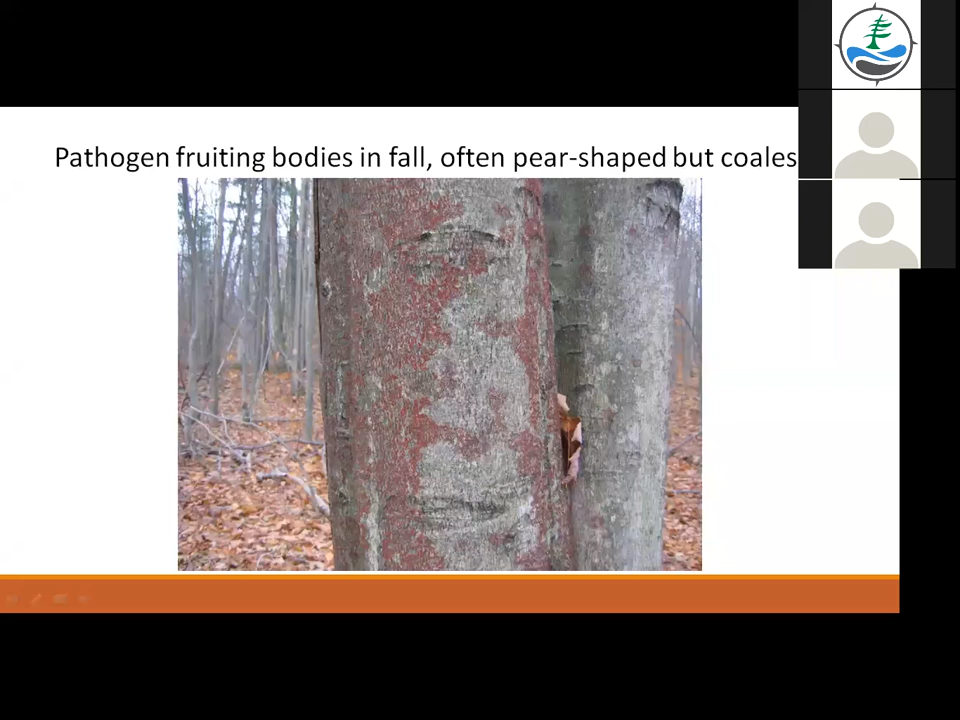 Pathogen fruiting bodies in fall, often pear-shaped but coales